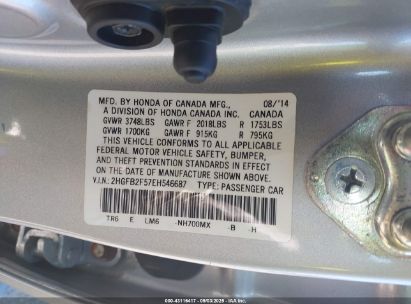 MFD. BY HONDA OF CANADA MFG., 08/'14
A DIVISION OF HONDA CANADA INC. CANADA
GVWR 3748LBS GAWR F 2018LBS R 1753LBS
GVWR 1700KG GAWR F 915KG R 795KG
THIS VEHICLE CONFORMS TO ALL APPLICABLE
FEDERAL MOTOR VEHICLE SAFETY, BUMPER,
AND THEFT PREVENTION STANDARDS IN EFFECT
ON THE DATE OF MANUFACTURE SHOWN ABOVE.
V.I.N.: 2HGFB2F57EH546687 TYPE: PASSENGER CAR
TR6 E LM6 -NH700MX -B -H